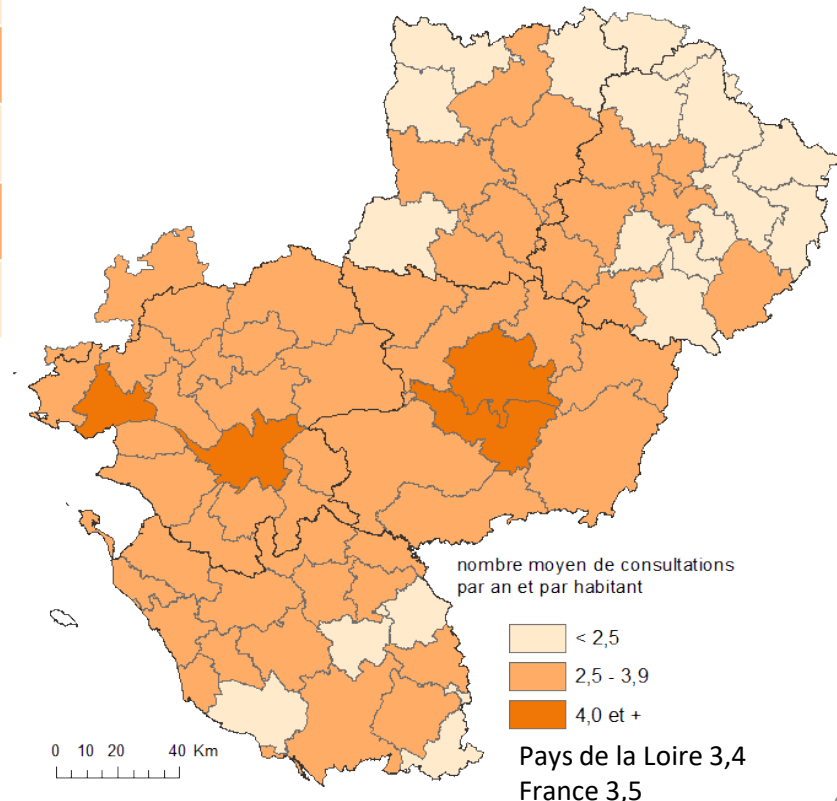 nombre moyen de consultations
par an et par habitant
< 2,5
2,5 - 3,9
4,0 et +
0 10 20 40 Km
Pays de la Loire 3,4
France 3,5